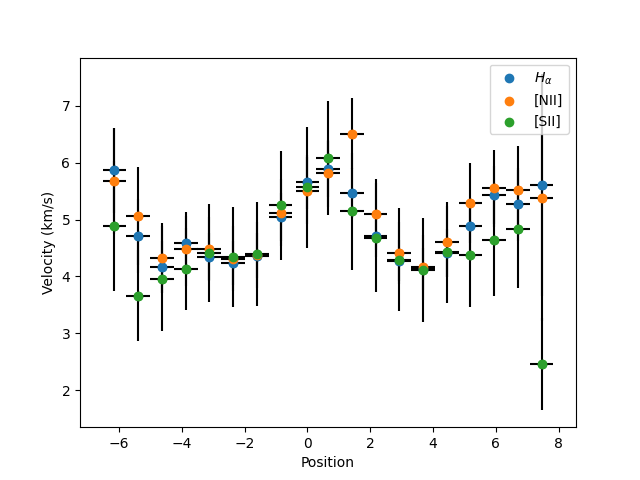 H_α
[NII]
[SII]
7
6
5
4
3
2
Velocity (km/s)
−6 −4 −2 0 2 4 6 8
Position